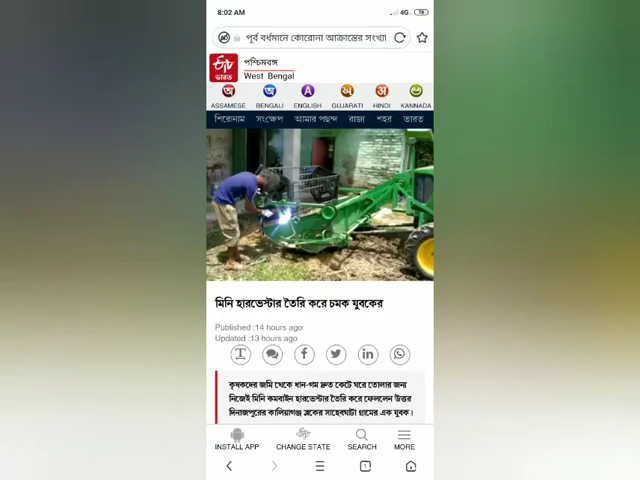 8:02 AM
4G
78
পূর্ব বর্ধমানে কোরোনা আক্রান্তের সংখ্যা
ভারত
পশ্চিমবঙ্গ
West Bengal
অ
অ
A
અ
अ
ಅ
ASSAMESE
BENGALI
ENGLISH
GUJARATI
HINDI
KANNADA
শিরোনাম
সংক্ষেপ
আমার পছন্দ
রাজ্য
শহর
ভারত
মিনি হারভেস্টার তৈরি করে চমক যুবকের
Published :14 hours ago
Updated :13 hours ago
কৃষকদের জমি থেকে ধান-গম দ্রুত কেটে ঘরে তোলার জন্য
নিজেই মিনি কমবাইন হারভেস্টার তৈরি করে ফেললেন উত্তর
দিনাজপুরের কালিয়াগঞ্জ ব্লকের সাহেবঘাটা গ্রামের এক যুবক।
INSTALL APP
CHANGE STATE
SEARCH
MORE
1